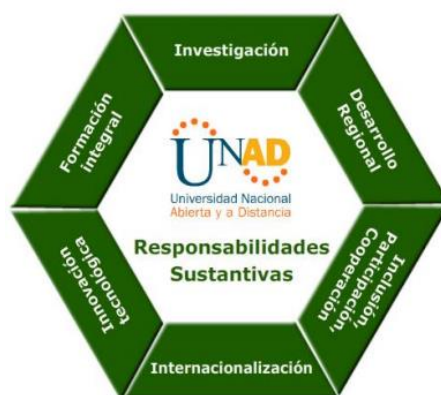 Investigación
Formación
integral
Desarrollo
Regional
UNAD
Universidad Nacional
Abierta y a Distancia
Responsabilidades
Sustantivas
Innovación
tecnológica
Inclusión,
Participación,
Cooperación
Internacionalización